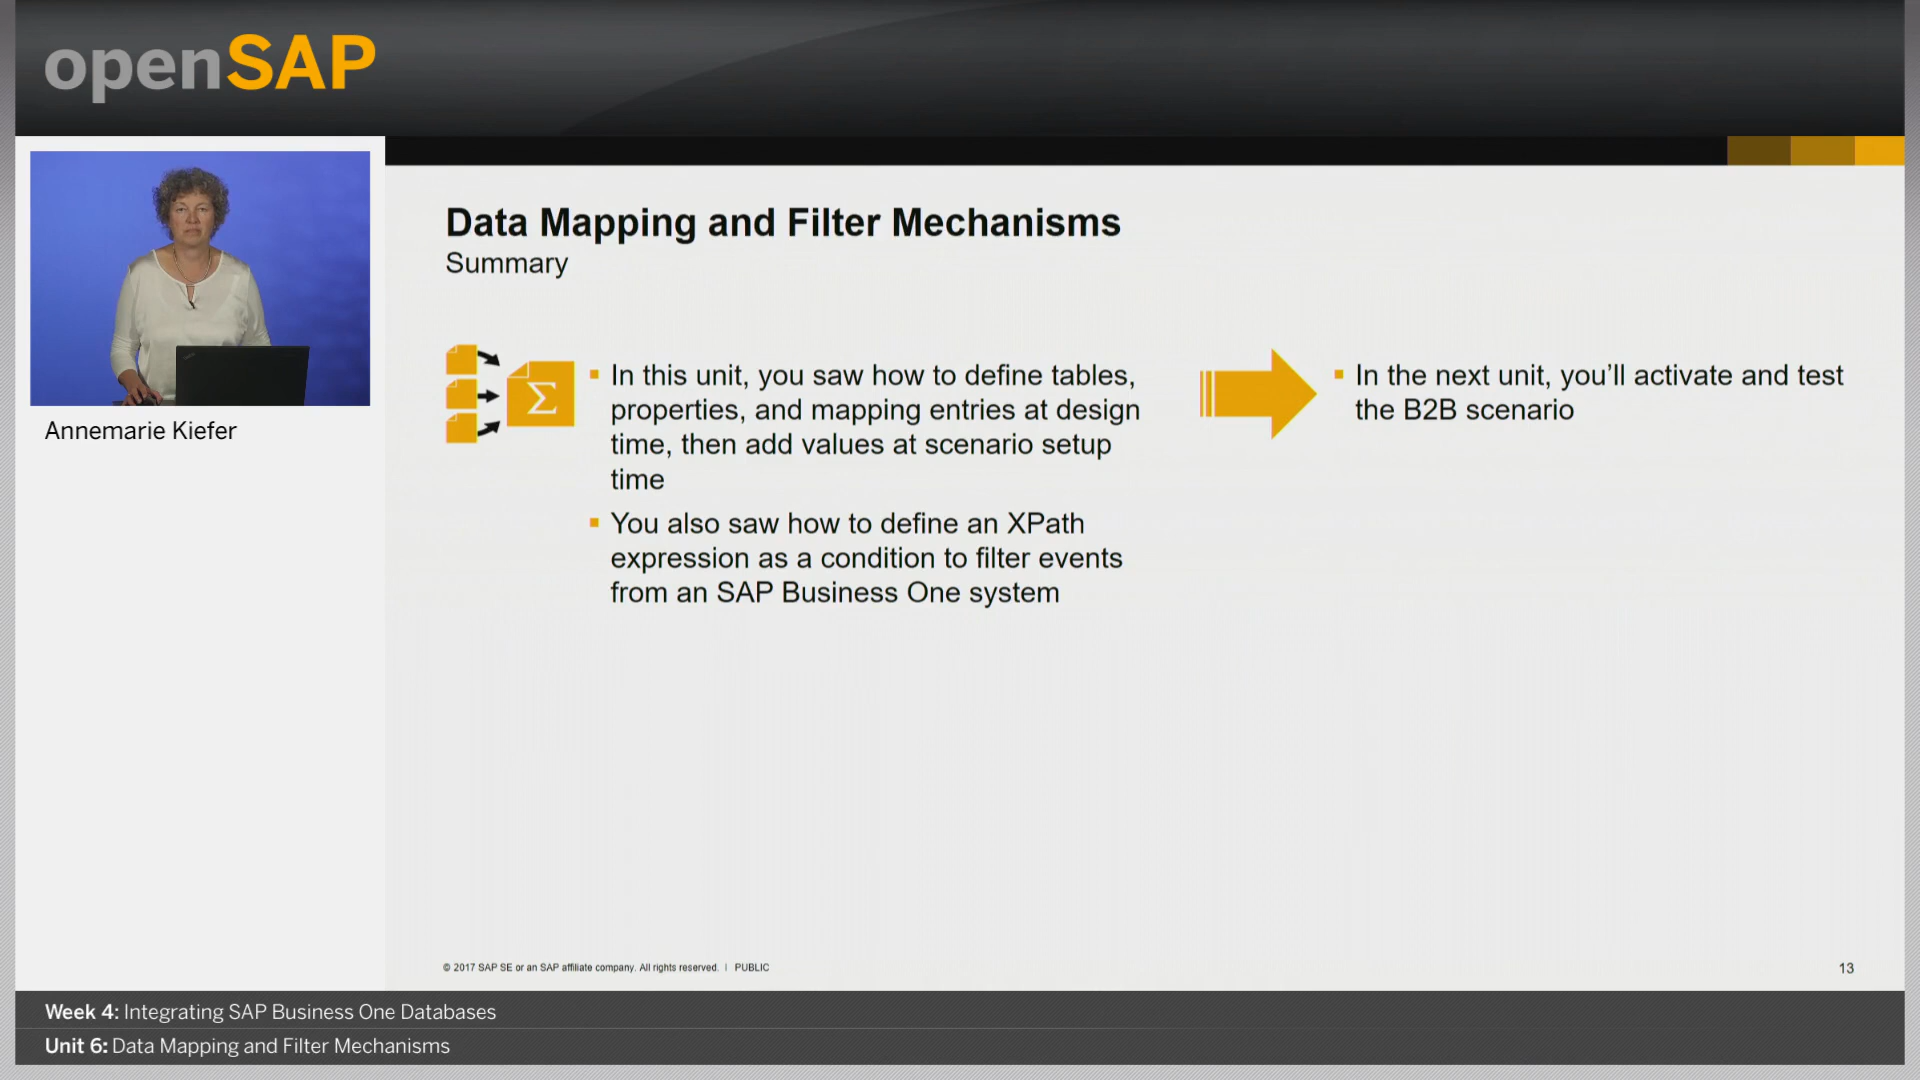 openSAP
Annemarie Kiefer
Data Mapping and Filter Mechanisms
Summary
Σ
▪ In this unit, you saw how to define tables,
properties, and mapping entries at design
time, then add values at scenario setup
time
▪ You also saw how to define an XPath
expression as a condition to filter events
from an SAP Business One system
▪ In the next unit, you’ll activate and test
the B2B scenario
© 2017 SAP SE or an SAP affiliate company. All rights reserved. | PUBLIC
13
Week 4: Integrating SAP Business One Databases
Unit 6: Data Mapping and Filter Mechanisms